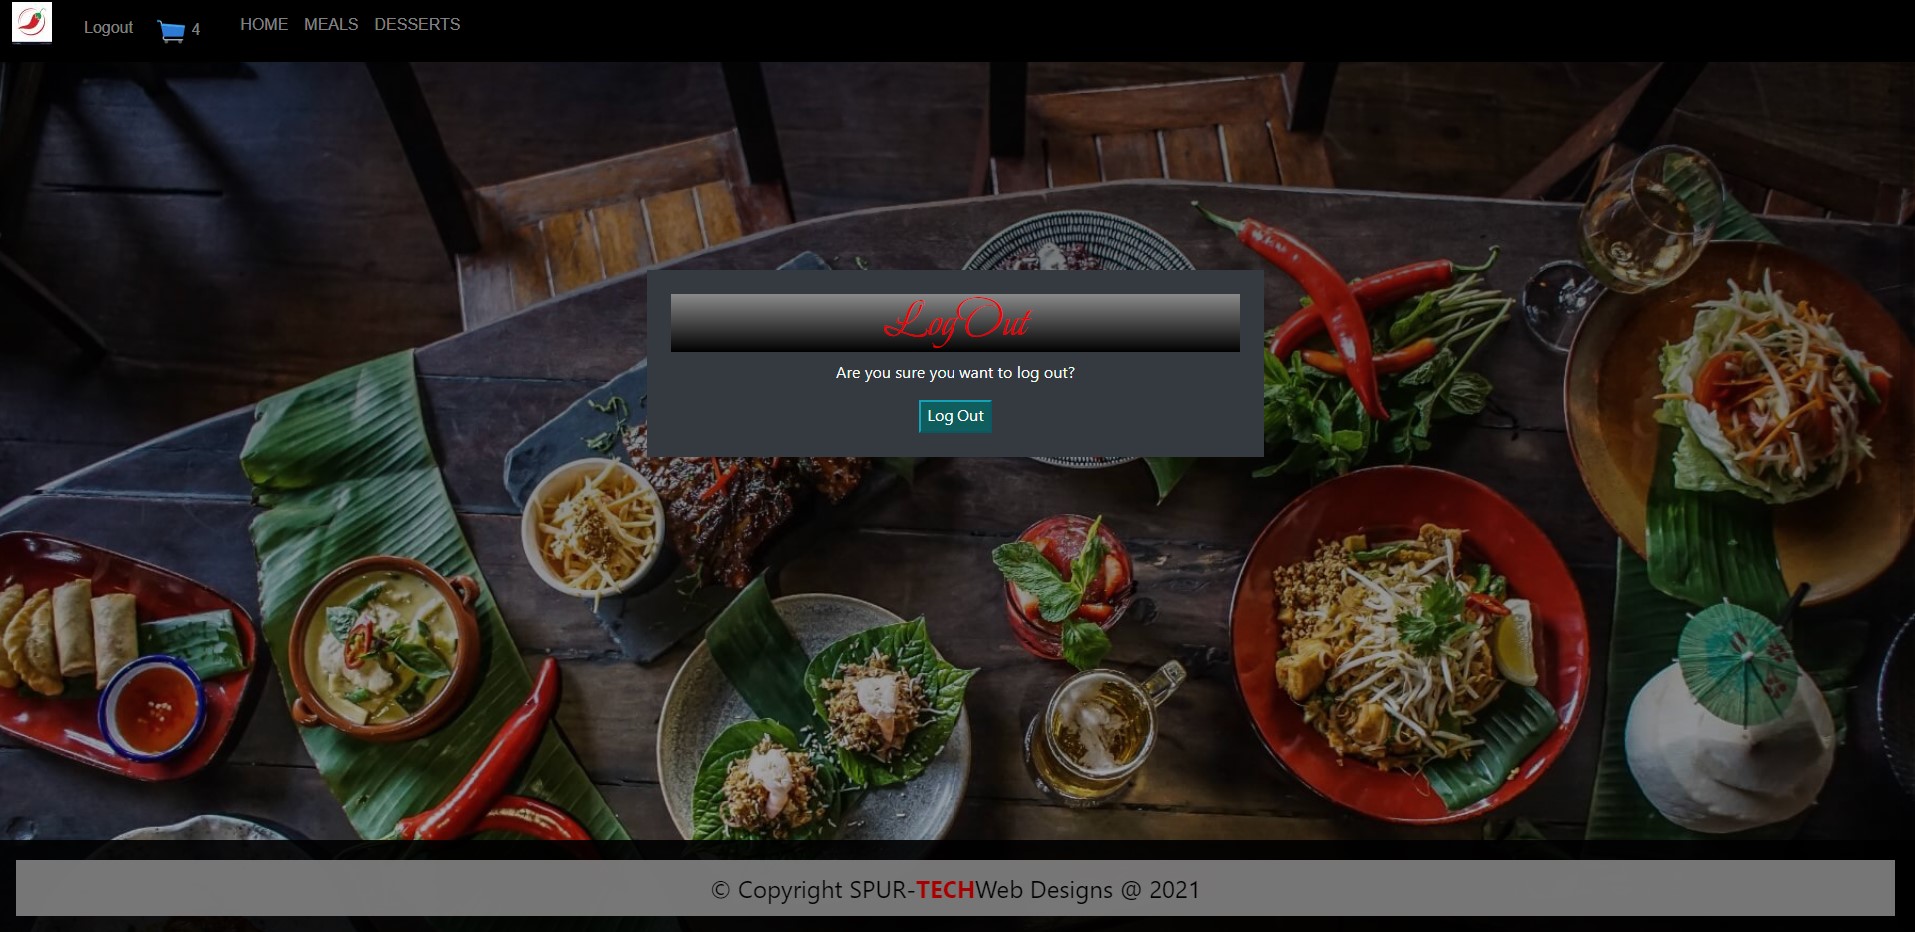 Logout 4 HOME MEALS DESSERTS
LogOut
Are you sure you want to log out?
Log Out
© Copyright SPUR-TECHWeb Designs @ 2021